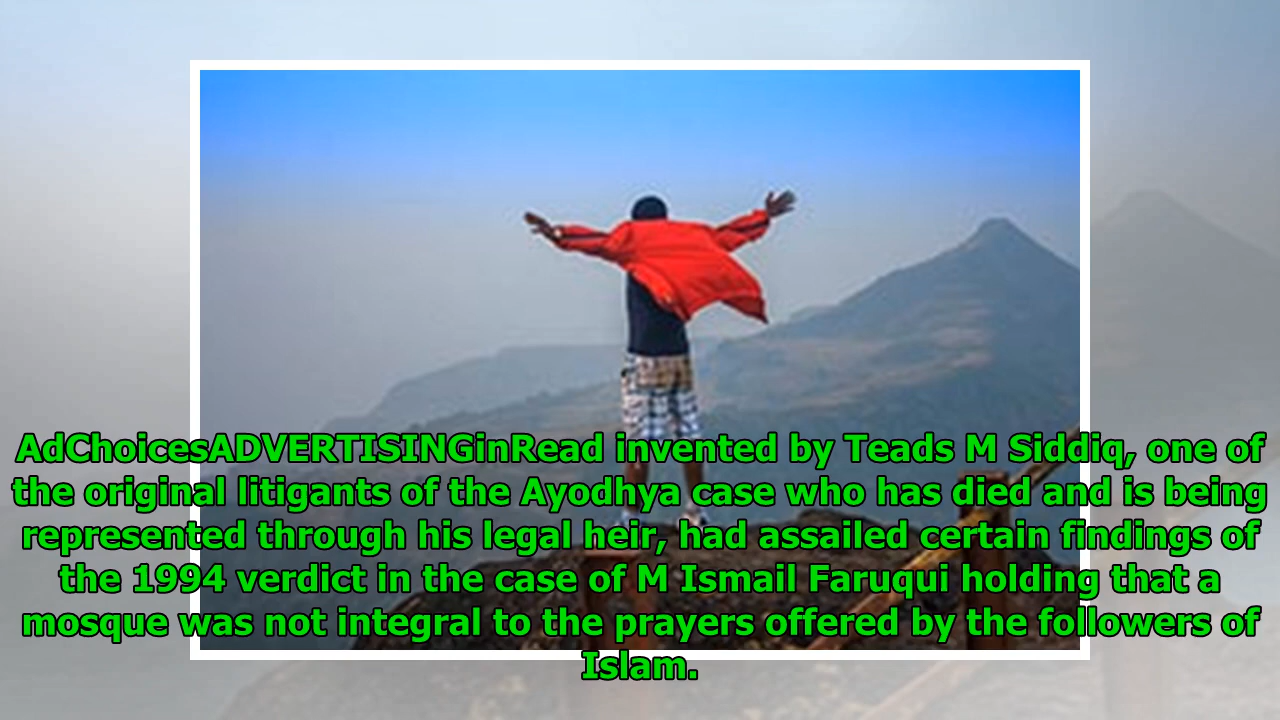 AdChoicesADVERTISINGinRead invented by Teads M Siddiq, one of
the original litigants of the Ayodhya case who has died and is being
represented through his legal heir, had assailed certain findings of
the 1994 verdict in the case of M Ismail Faruqui holding that a
mosque was not integral to the prayers offered by the followers of
Islam.